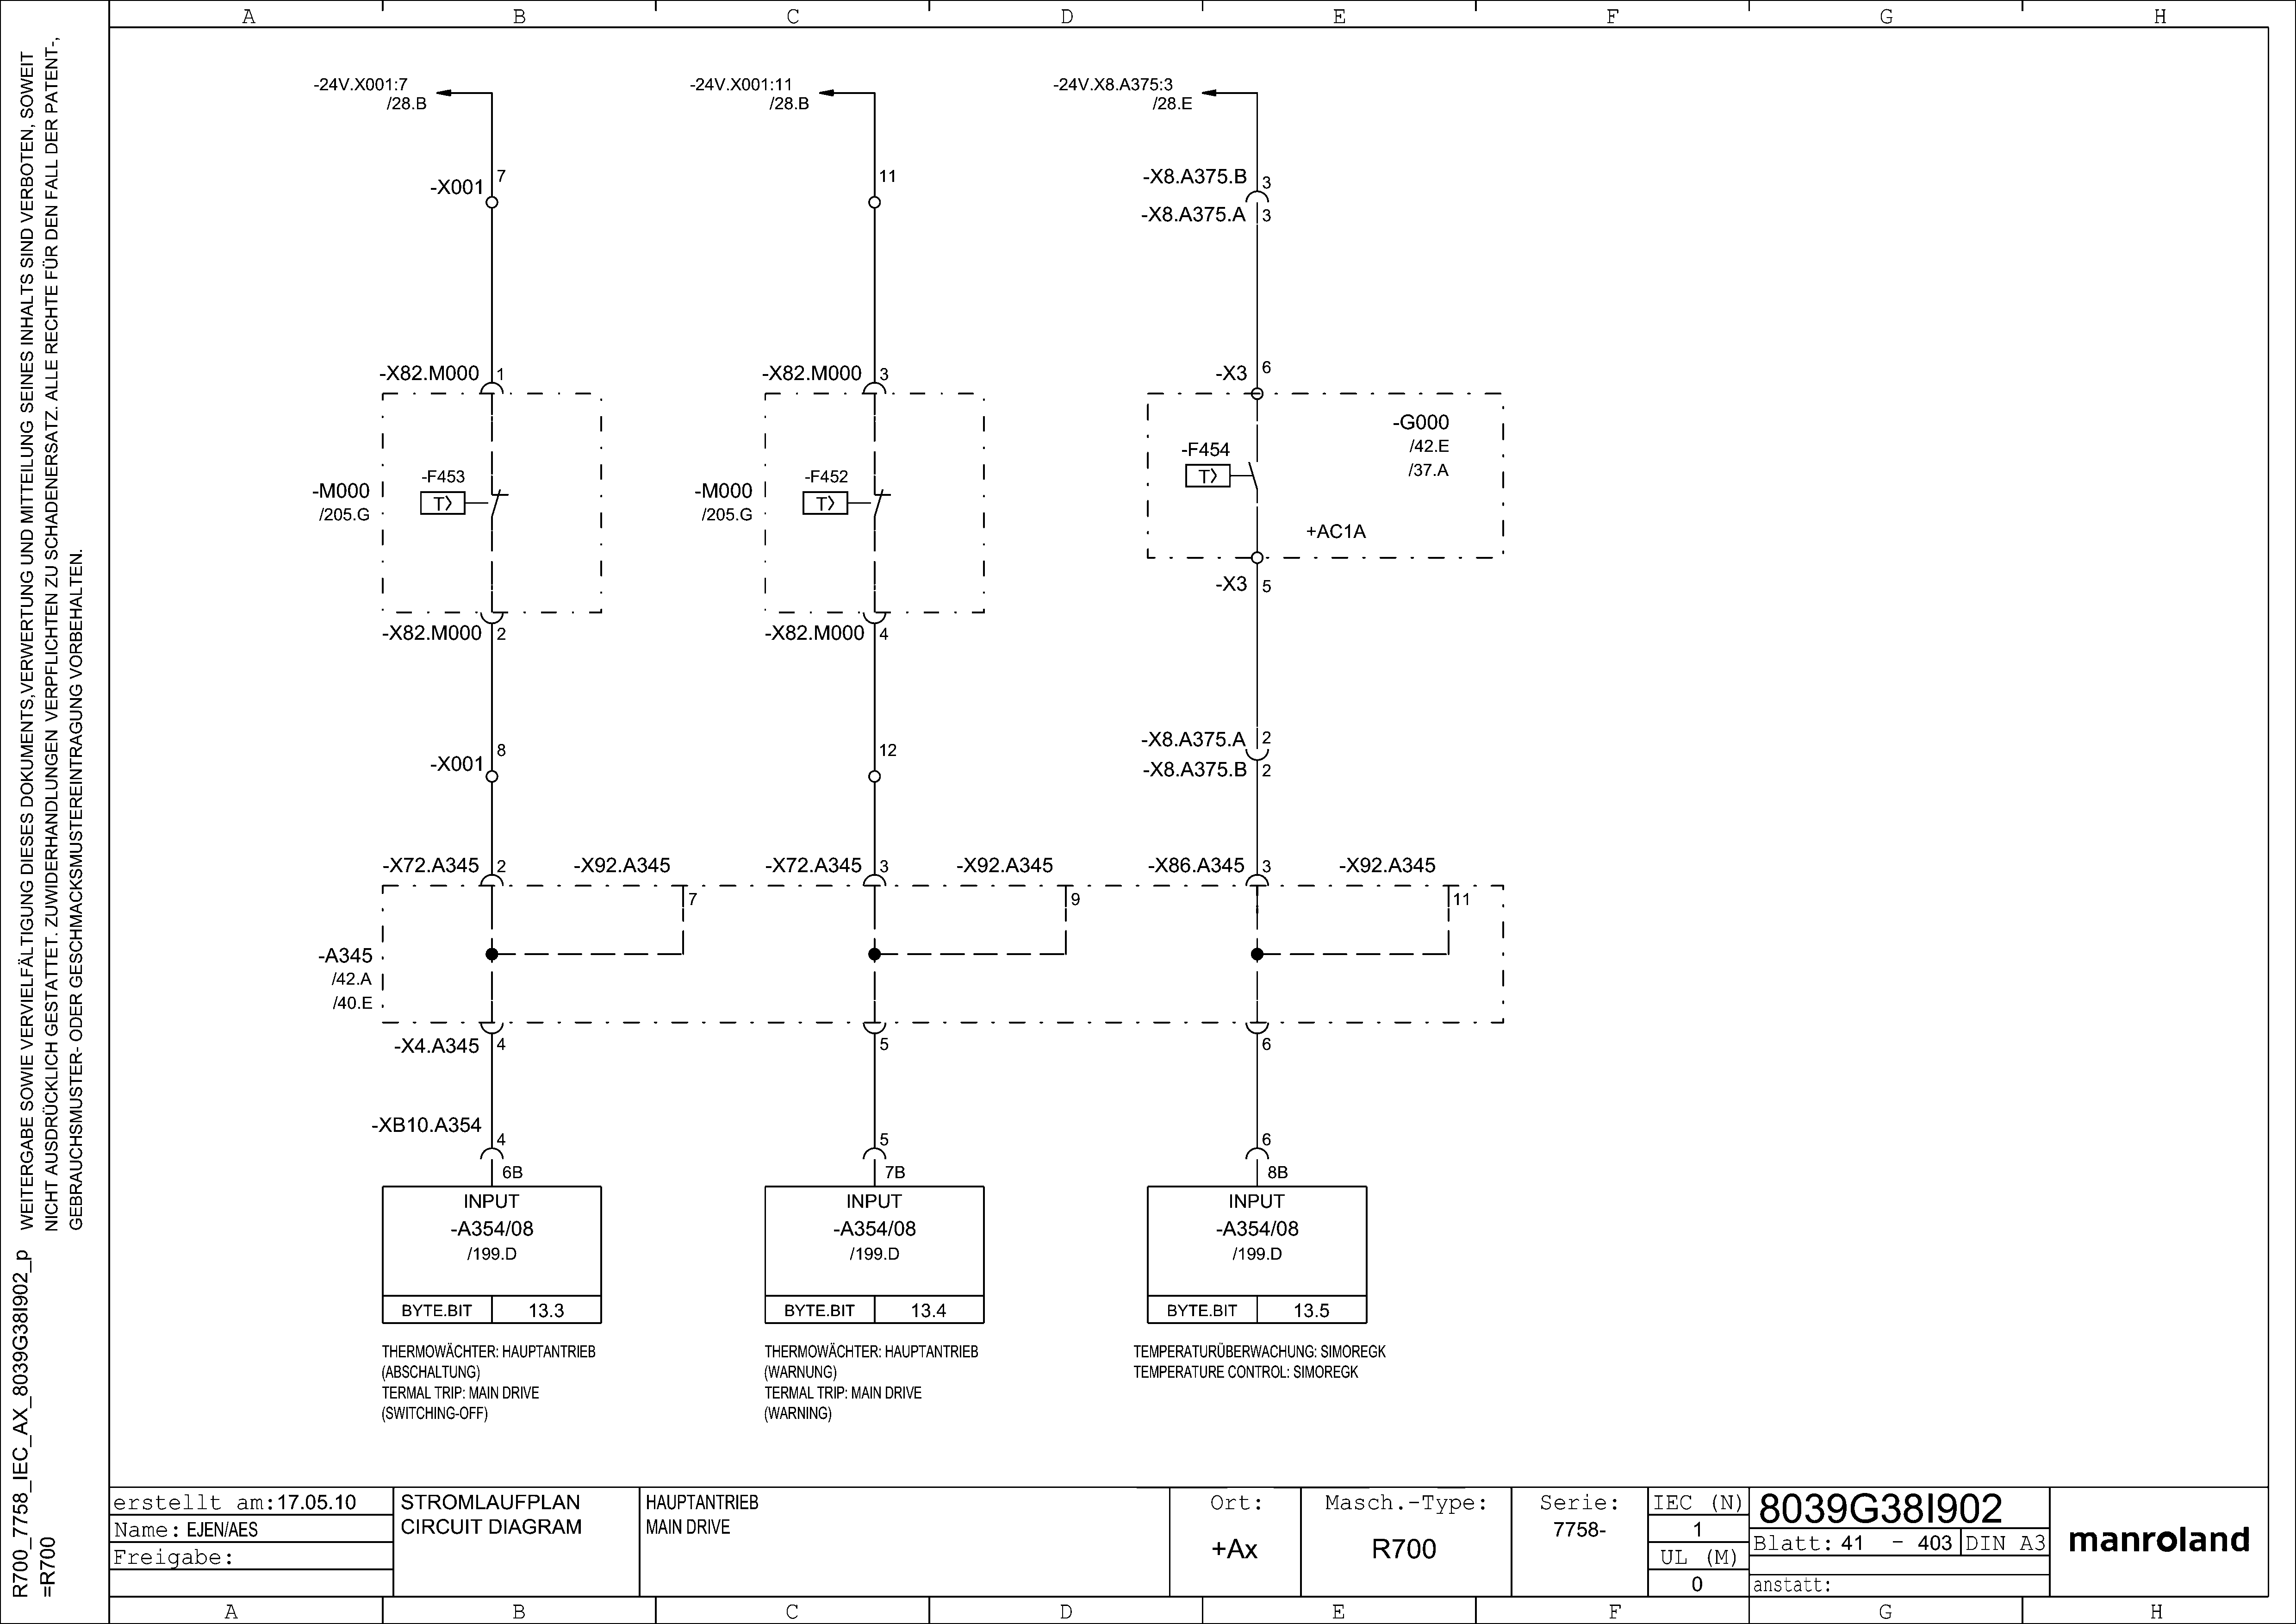 A B C D E F G H
WEITERGABE SOWIE VERVIELFÄLTIGUNG DIESES DOKUMENTS,VERWERTUNG UND MITTEILUNG SEINES INHALTS SIND VERBOTEN, SOWEIT
NICHT AUSDRÜCKLICH GESTATTET. ZUWIDERHANDLUNGEN VERPFLICHTEN ZU SCHADENERSATZ. ALLE RECHTE FÜR DEN FALL DER PATENT-,
GEBRAUCHSMUSTER- ODER GESCHMACKSMUSTEREINTRAGUNG VORBEHALTEN.
R700_7758_IEC_AX_8039G38I902_p
=R700
-24V.X001:7
/28.B
-24V.X001:11
/28.B
-24V.X8.A375:3
/28.E
-X001 7
11
-X8.A375.B 3
-X8.A375.A 3
-X82.M000 1
-X82.M000 3
-X3 6
-M000
/205.G
-F453
T>
-M000
/205.G
-F452
T>
-F454
T>
-G000
/42.E
/37.A
+AC1A
-X3 5
-X82.M000 2
-X82.M000 4
-X001 8
12
-X8.A375.A 2
-X8.A375.B 2
-X72.A345 2
-X92.A345
7
-X72.A345 3
-X92.A345
9
-X86.A345 3
-X92.A345
11
-A345
/42.A
/40.E
-X4.A345 4
5
6
-XB10.A354
4
5
6
6B
7B
8B
INPUT
-A354/08
/199.D
BYTE.BIT 13.3
INPUT
-A354/08
/199.D
BYTE.BIT 13.4
INPUT
-A354/08
/199.D
BYTE.BIT 13.5
THERMOWÄCHTER: HAUPTANTRIEB
(ABSCHALTUNG)
TERMAL TRIP: MAIN DRIVE
(SWITCHING-OFF)
THERMOWÄCHTER: HAUPTANTRIEB
(WARNUNG)
TERMAL TRIP: MAIN DRIVE
(WARNING)
TEMPERATURÜBERWACHUNG: SIMOREGK
TEMPERATURE CONTROL: SIMOREGK
erstellt am:17.05.10
Name: EJEN/AES
Freigabe:
STROMLAUFPLAN
CIRCUIT DIAGRAM
HAUPTANTRIEB
MAIN DRIVE
Ort:
+Ax
Masch.-Type:
R700
Serie:
7758-
IEC (N)
1
UL (M)
0
8039G38I902
Blatt: 41 - 403 DIN A3
anstatt:
manroland
A B C D E F G H